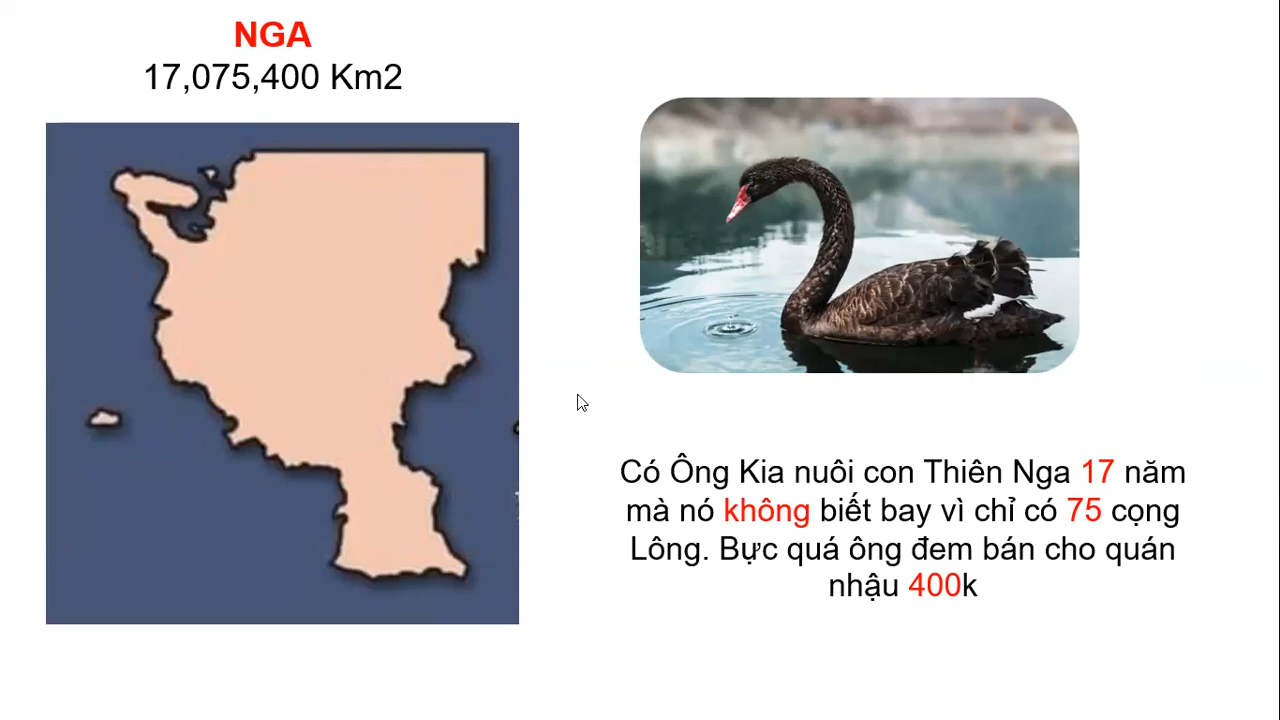 NGA
17,075,400 Km2
Có Ông Kia nuôi con Thiên Nga 17 năm
mà nó không biết bay vì chỉ có 75 cọng
Lông. Bực quá ông đem bán cho quán
nhậu 400k